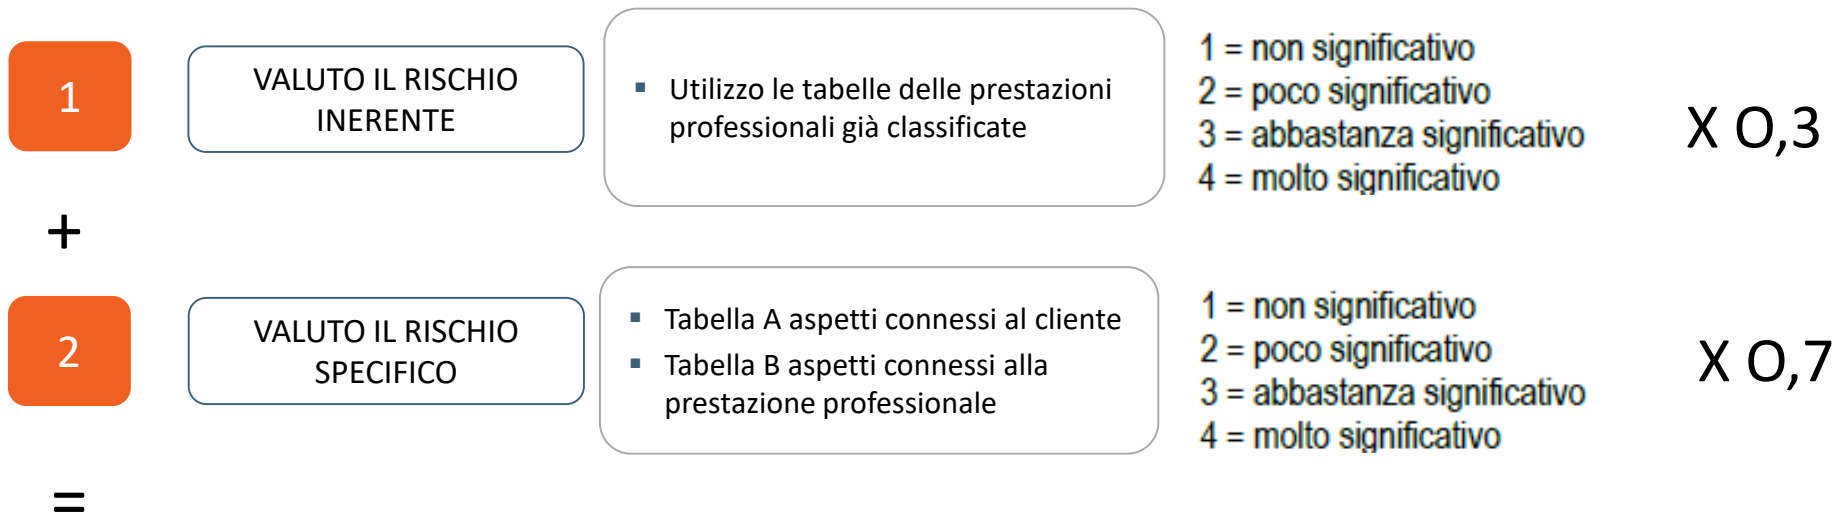 1
VALUTO IL RISCHIO
INERENTE
▪ Utilizzo le tabelle delle prestazioni
professionali già classificate
1 = non significativo
2 = poco significativo
3 = abbastanza significativo
4 = molto significativo
X O,3
+
2
VALUTO IL RISCHIO
SPECIFICO
▪ Tabella A aspetti connessi al cliente
▪ Tabella B aspetti connessi alla
prestazione professionale
1 = non significativo
2 = poco significativo
3 = abbastanza significativo
4 = molto significativo
X O,7
=